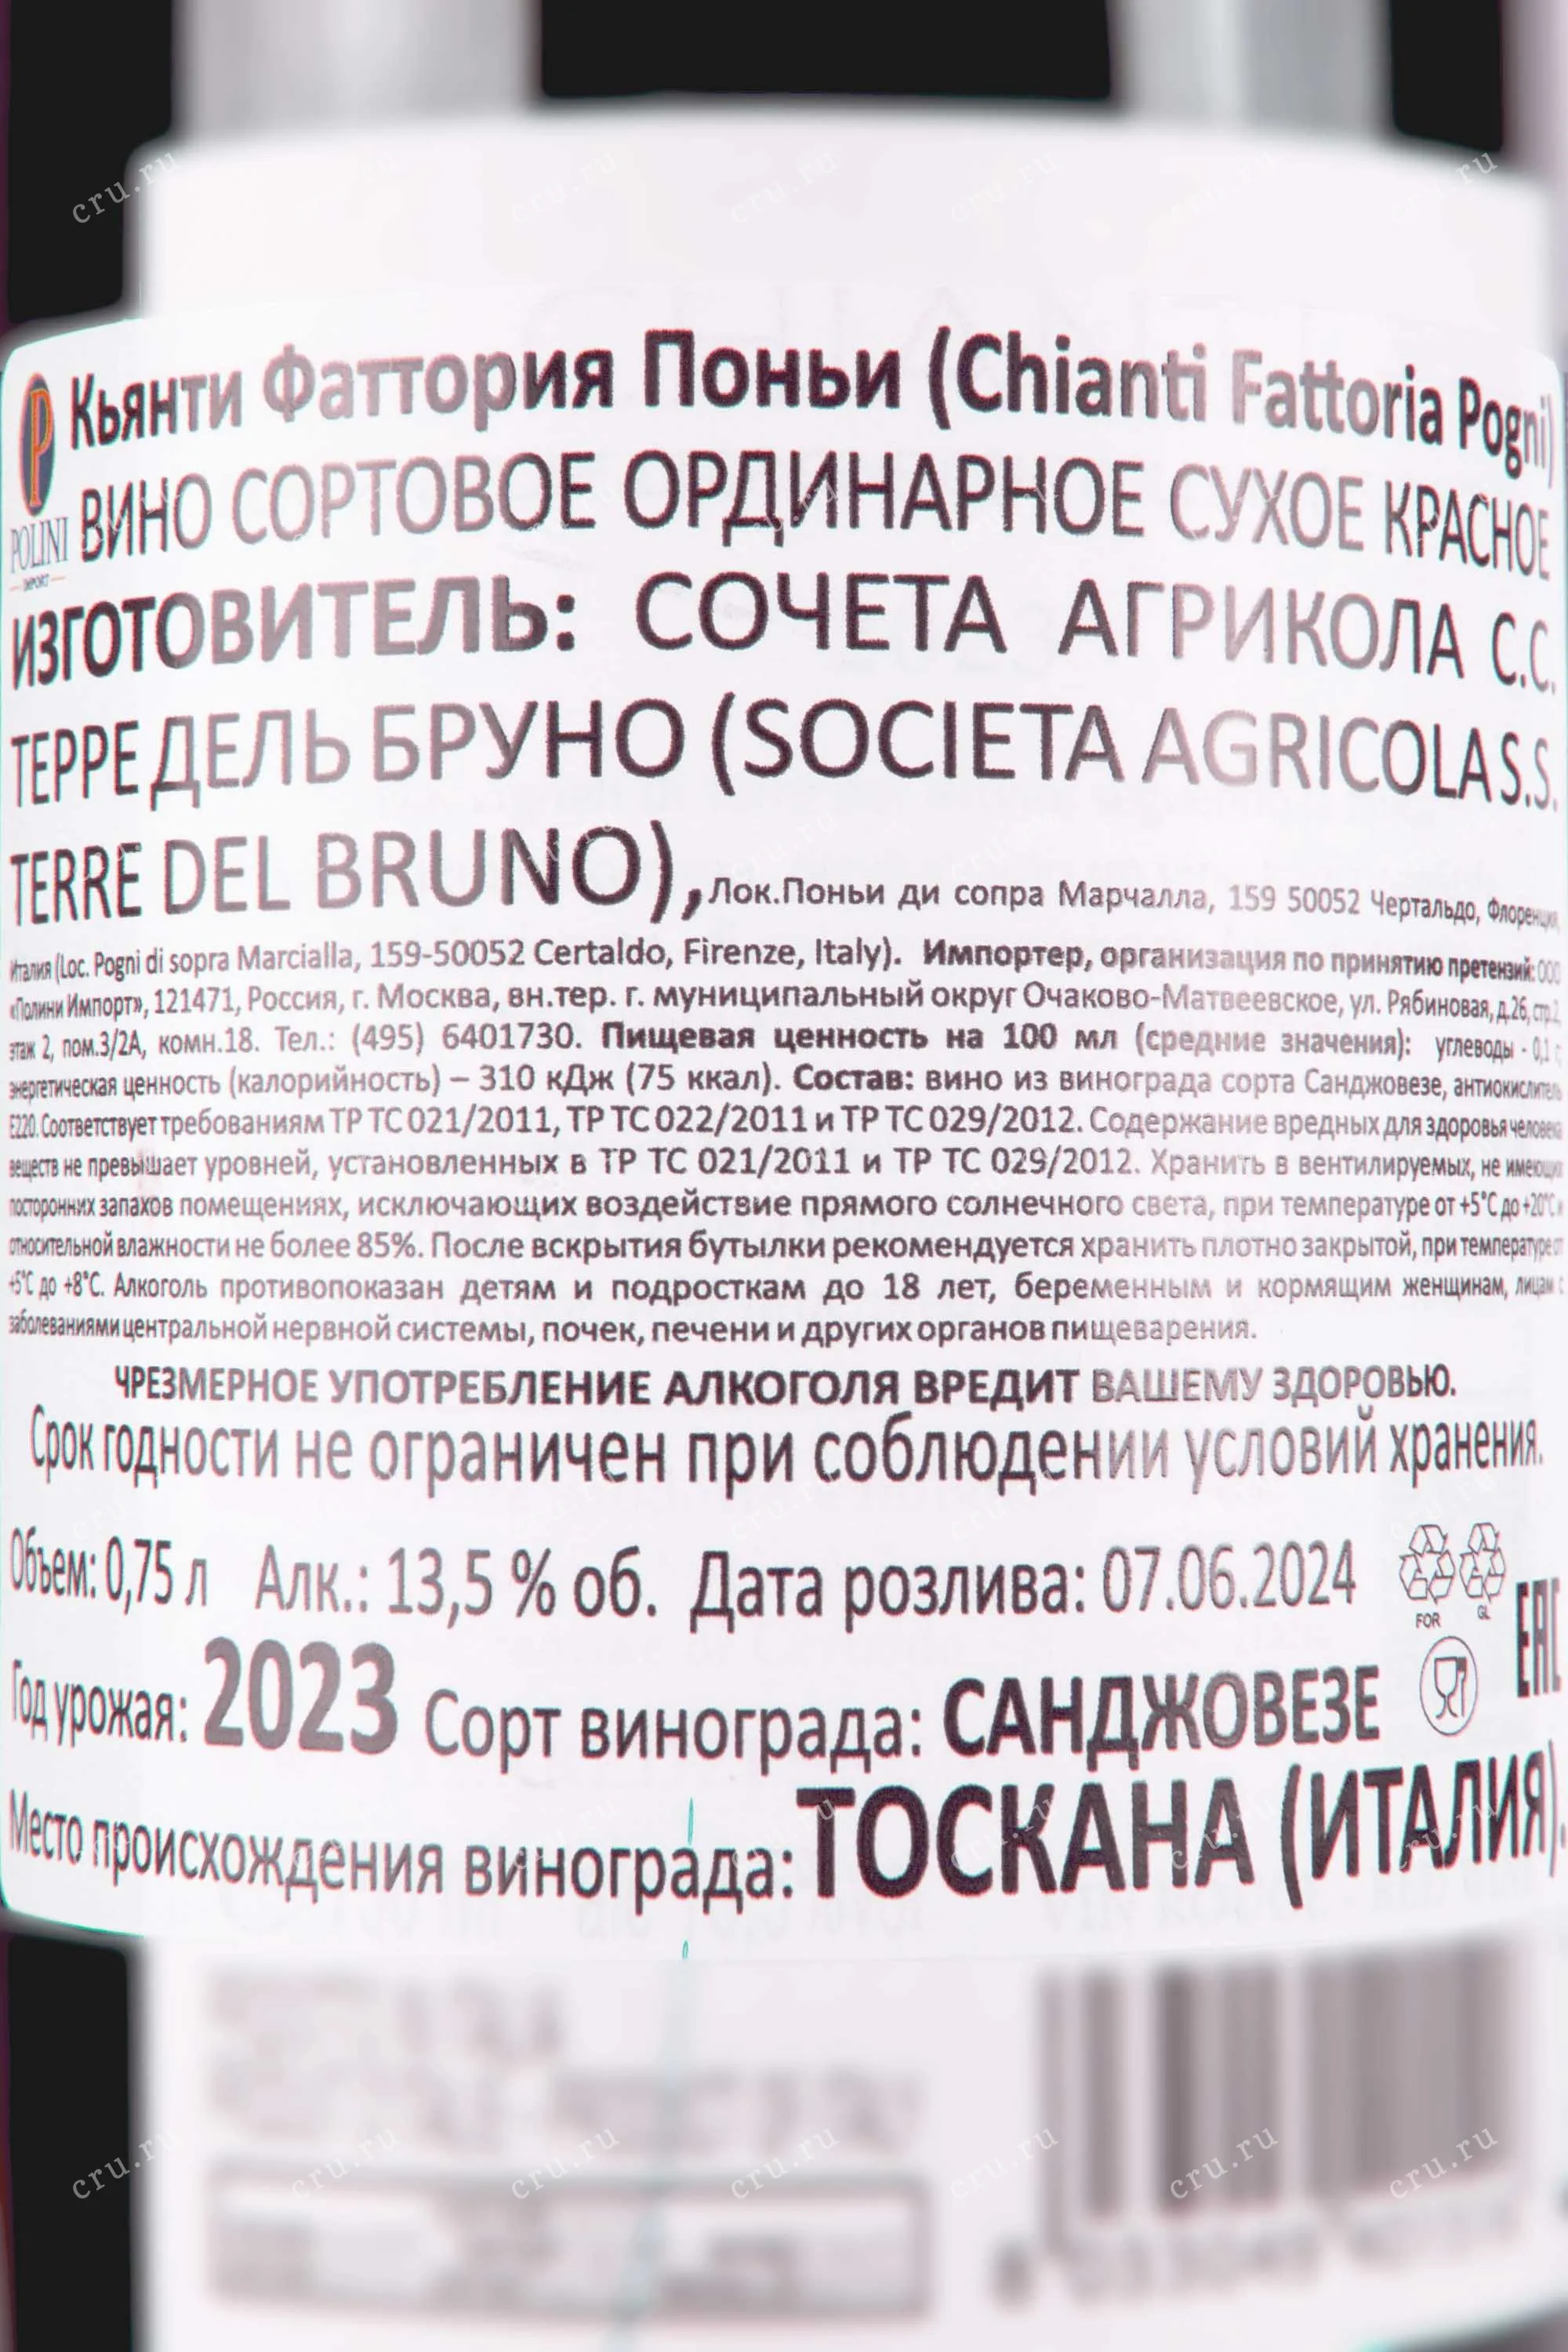 Кьянти Фаттория Поньи (Chianti Fattoria Pogni)
POLINI
IMPORT
ВИНО СОРТОВОЕ ОРДИНАРНОЕ СУХОЕ КРАСНОЕ
ИЗГОТОВИТЕЛЬ: СОЧЕТА АГРИКОЛА С.С.
ТЕРРЕ ДЕЛЬ БРУНО (SOCIETA AGRICOLA S.S.
TERRE DEL BRUNO), Лок.Поньи ди сопра Марчалла, 159 50052 Чертальдо, Флоренция,
Италия (Loc. Pogni di sopra Marcialla, 159-50052 Certaldo, Firenze, Italy). Импортер, организация по принятию претензий: ООО
«Полини Импорт», 121471, Россия, г. Москва, вн.тер. г. муниципальный округ Очаково-Матвеевское, ул. Рябиновая, д.26, стр.2,
этаж 2, пом.3/2А, комн.18. Тел.: (495) 6401730. Пищевая ценность на 100 мл (средние значения): углеводы - 0,1 г;
энергетическая ценность (калорийность) – 310 кДж (75 ккал). Состав: вино из винограда сорта Санджовезе, антиокислитель
Е220. Соответствует требованиям ТР ТС 021/2011, ТР ТС 022/2011 и ТР ТС 029/2012. Содержание вредных для здоровья человека
веществ не превышает уровней, установленных в ТР ТС 021/2011 и ТР ТС 029/2012. Хранить в вентилируемых, не имеющих
посторонних запахов помещениях, исключающих воздействие прямого солнечного света, при температуре от +5°С до +20°С и
относительной влажности не более 85%. После вскрытия бутылки рекомендуется хранить плотно закрытой, при температуре от
+5°С до +8°С. Алкоголь противопоказан детям и подросткам до 18 лет, беременным и кормящим женщинам, лицам с
заболеваниями центральной нервной системы, почек, печени и других органов пищеварения.
ЧРЕЗМЕРНОЕ УПОТРЕБЛЕНИЕ АЛКОГОЛЯ ВРЕДИТ ВАШЕМУ ЗДОРОВЬЮ.
Срок годности не ограничен при соблюдении условий хранения.
Объем: 0,75 л Алк.: 13,5 % об. Дата розлива: 07.06.2024
FOR GL
EAC
Год урожая: 2023 Сорт винограда: САНДЖОВЕЗЕ
Место происхождения винограда: ТОСКАНА (ИТАЛИЯ).
cru.ru